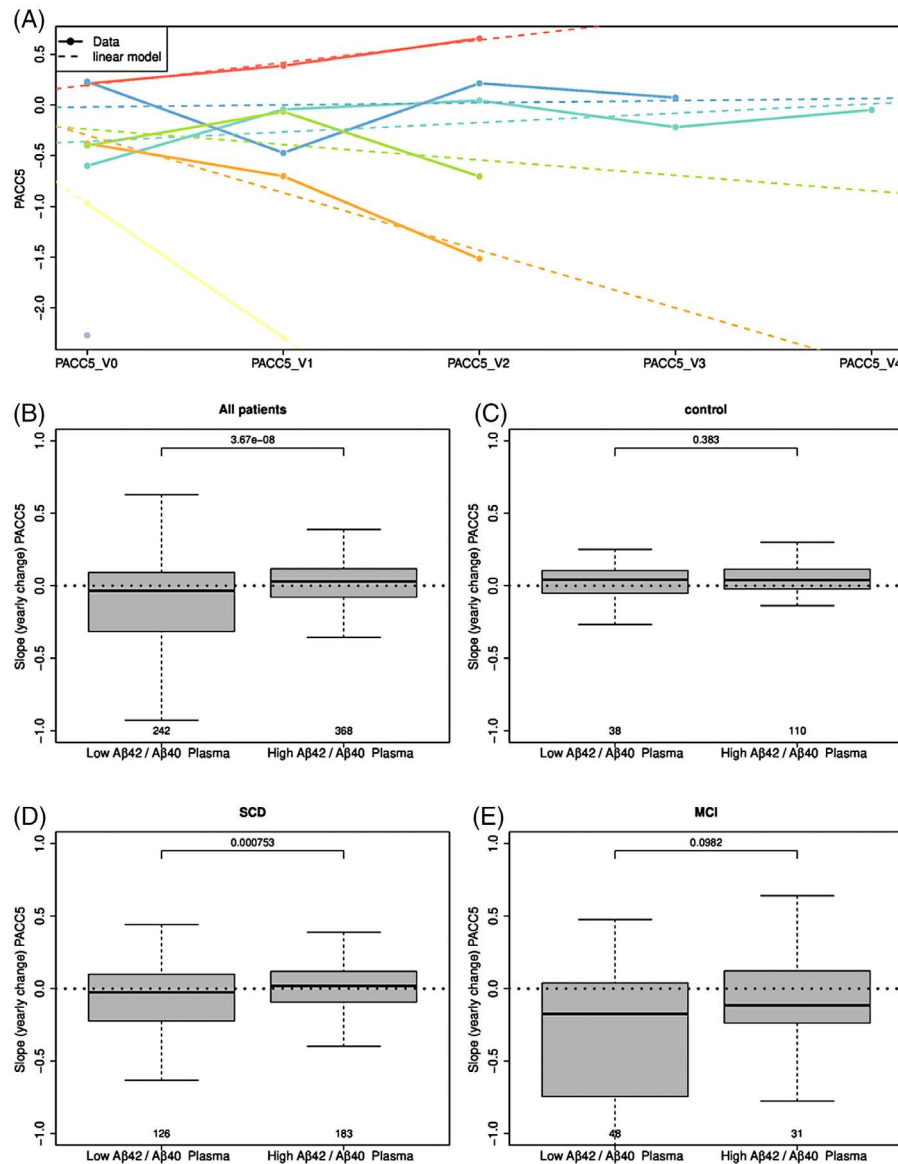 (A)
Data
linear model
0.5
0.0
−0.5
−1.0
−1.5
−2.0
PACC5
PACC5_V0
PACC5_V1
PACC5_V2
PACC5_V3
PACC5_V4
(B)
All patients
3.67e−08
1.0
0.5
0.0
−0.5
−1.0
Slope (yearly change) PACC5
242
368
Low Aβ42 / Aβ40 Plasma
High Aβ42 / Aβ40 Plasma
(C)
control
0.383
1.0
0.5
0.0
−0.5
−1.0
Slope (yearly change) PACC5
38
110
Low Aβ42 / Aβ40 Plasma
High Aβ42 / Aβ40 Plasma
(D)
SCD
0.000753
1.0
0.5
0.0
−0.5
−1.0
Slope (yearly change) PACC5
126
183
Low Aβ42 / Aβ40 Plasma
High Aβ42 / Aβ40 Plasma
(E)
MCI
0.0982
1.0
0.5
0.0
−0.5
−1.0
Slope (yearly change) PACC5
31
Low Aβ42 / Aβ40 Plasma
High Aβ42 / Aβ40 Plasma